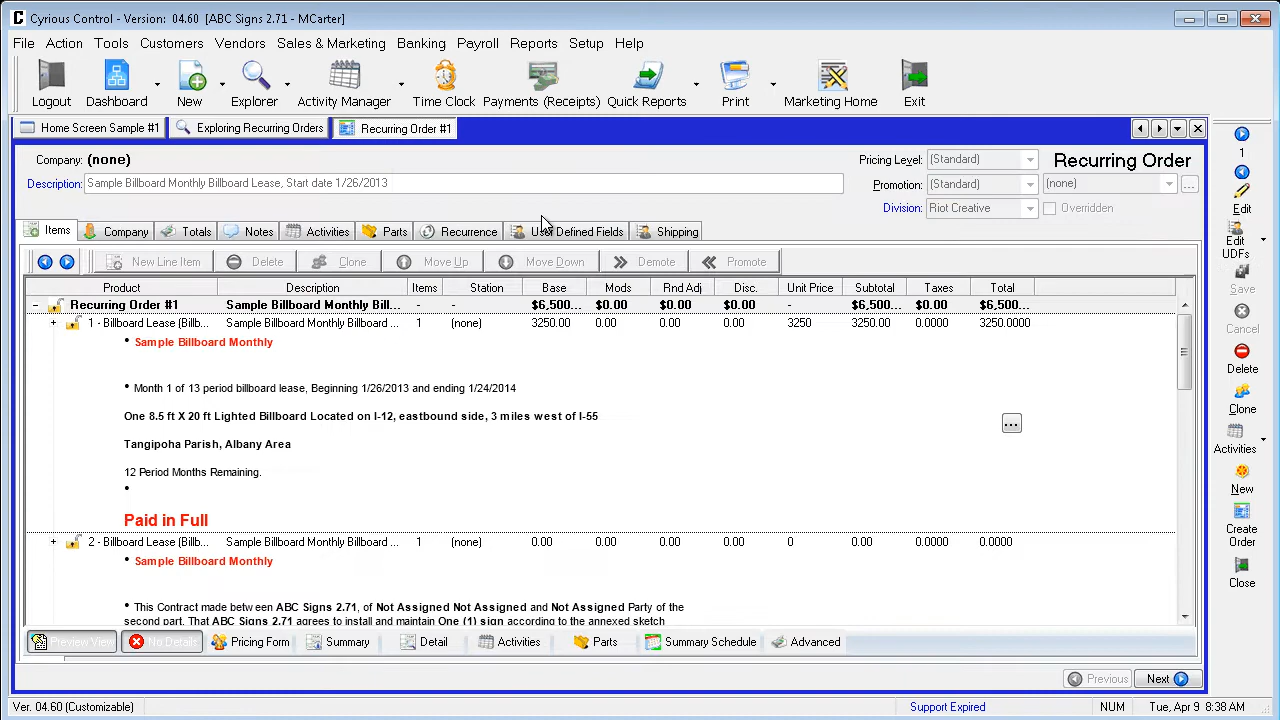 Cyrious Control - Version: 04.60 [ABC Signs 2.71 - MCarter]
File Action Tools Customers Vendors Sales & Marketing Banking Payroll Reports Setup Help
Logout Dashboard New Explorer Activity Manager Time Clock Payments (Receipts) Quick Reports Print Marketing Home Exit
Home Screen Sample #1 Exploring Recurring Orders Recurring Order #1
Company: (none) Pricing Level: (Standard) Recurring Order
Description: Sample Billboard Monthly Billboard Lease, Start date 1/26/2013 Promotion: (Standard) (none) ...
Division: Riot Creative Overridden
Items Company Totals Notes Activities Parts Recurrence User Defined Fields Shipping
New Line Item Delete Clone Move Up Move Down Demote Promote
Product Description Items Station Base Mods Rnd Adj Disc. Unit Price Subtotal Taxes Total
- Recurring Order #1 Sample Billboard Monthly Bill... - - $6,500... $0.00 $0.00 $0.00 - $6,500... $0.00 $6,500...
+ 1 - Billboard Lease (Billb... Sample Billboard Monthly Billboard ... 1 (none) 3250.00 0.00 0.00 0.00 3250 3250.00 0.0000 3250.0000
• Sample Billboard Monthly
• Month 1 of 13 period billboard lease, Beginning 1/26/2013 and ending 1/24/2014
One 8.5 ft X 20 ft Lighted Billboard Located on I-12, eastbound side, 3 miles west of I-55
...
Tangipoha Parish, Albany Area
12 Period Months Remaining.
•
Paid in Full
+ 2 - Billboard Lease (Billb... Sample Billboard Monthly Billboard ... 1 (none) 0.00 0.00 0.00 0.00 0 0.00 0.0000 0.0000
• Sample Billboard Monthly
• This Contract made between ABC Signs 2.71, of Not Assigned Not Assigned and Not Assigned Party of the
second part. That ABC Signs 2.71 agrees to install and maintain One (1) sign according to the annexed sketch
Preview View No Details Pricing Form Summary Detail Activities Parts Summary Schedule Advanced
Previous Next
1
Edit
Edit
UDFs
Save
Cancel
Delete
Clone
Activities
New
Create
Order
Close
Ver. 04.60 (Customizable) Support Expired NUM Tue, Apr 9 8:38 AM